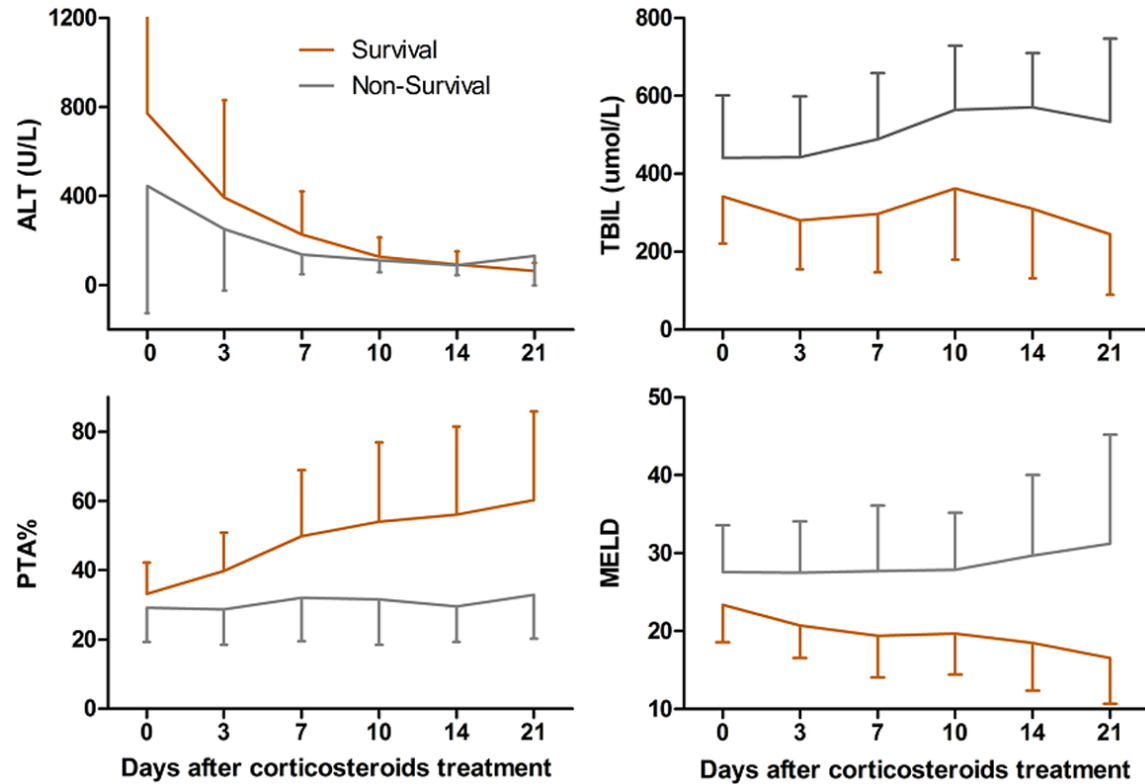 ALT (U/L)
1200
800
400
0
Survival
Non-Survival
0 3 7 10 14 21
TBIL (umol/L)
800
600
400
200
0
0 3 7 10 14 21
PTA%
80
60
40
20
0
0 3 7 10 14 21
Days after corticosteroids treatment
MELD
50
40
30
20
10
0 3 7 10 14 21
Days after corticosteroids treatment